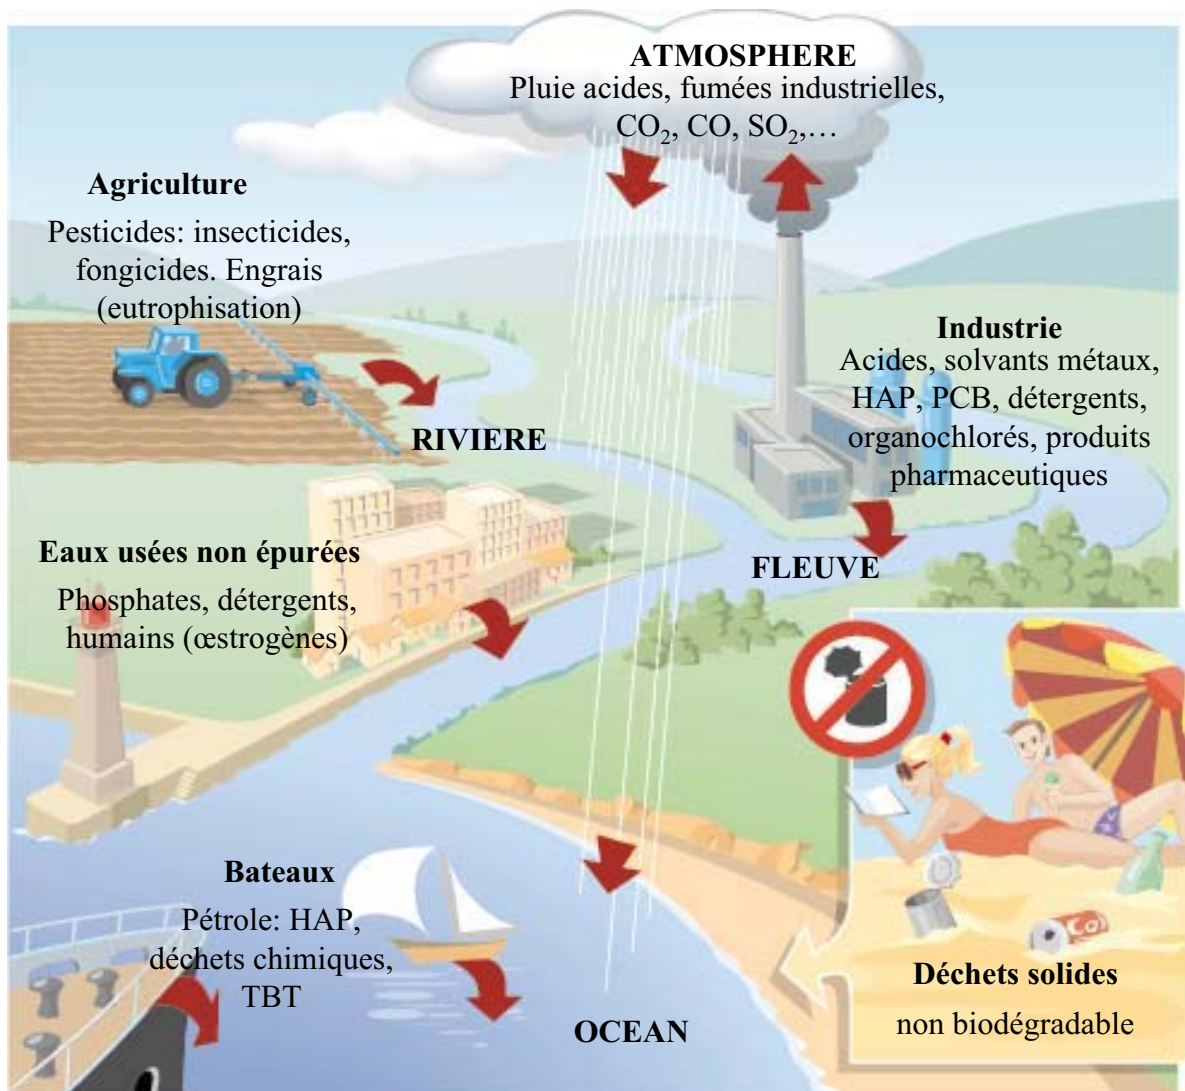 ATMOSPHERE
Pluie acides, fumées industrielles,
CO₂, CO, SO₂,…
Agriculture
Pesticides: insecticides,
fongicides. Engrais
(eutrophisation)
Industrie
Acides, solvants métaux,
HAP, PCB, détergents,
organochlorés, produits
pharmaceutiques
RIVIERE
Eaux usées non épurées
Phosphates, détergents,
humains (œstrogènes)
FLEUVE
Bateaux
Pétrole: HAP,
déchets chimiques,
TBT
OCEAN
Ca
Déchets solides
non biodégradable